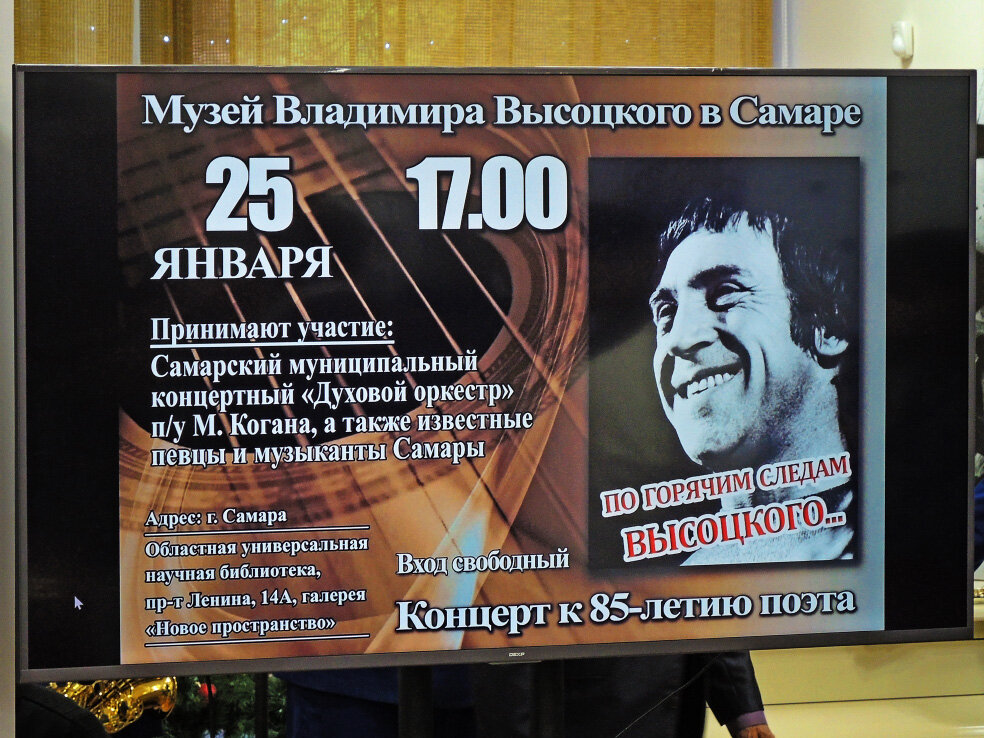 Музей Владимира Высоцкого в Самаре
25 17.00
ЯНВАРЯ
Принимают участие:
Самарский муниципальный
концертный «Духовой оркестр»
п/у М. Когана, а также известные
певцы и музыканты Самары
ПО ГОРЯЧИМ СЛЕДАМ
ВЫСОЦКОГО...
Адрес: г. Самара
Областная универсальная
научная библиотека,
пр-т Ленина, 14А, галерея
«Новое пространство»
Вход свободный
Концерт к 85-летию поэта
DEXP